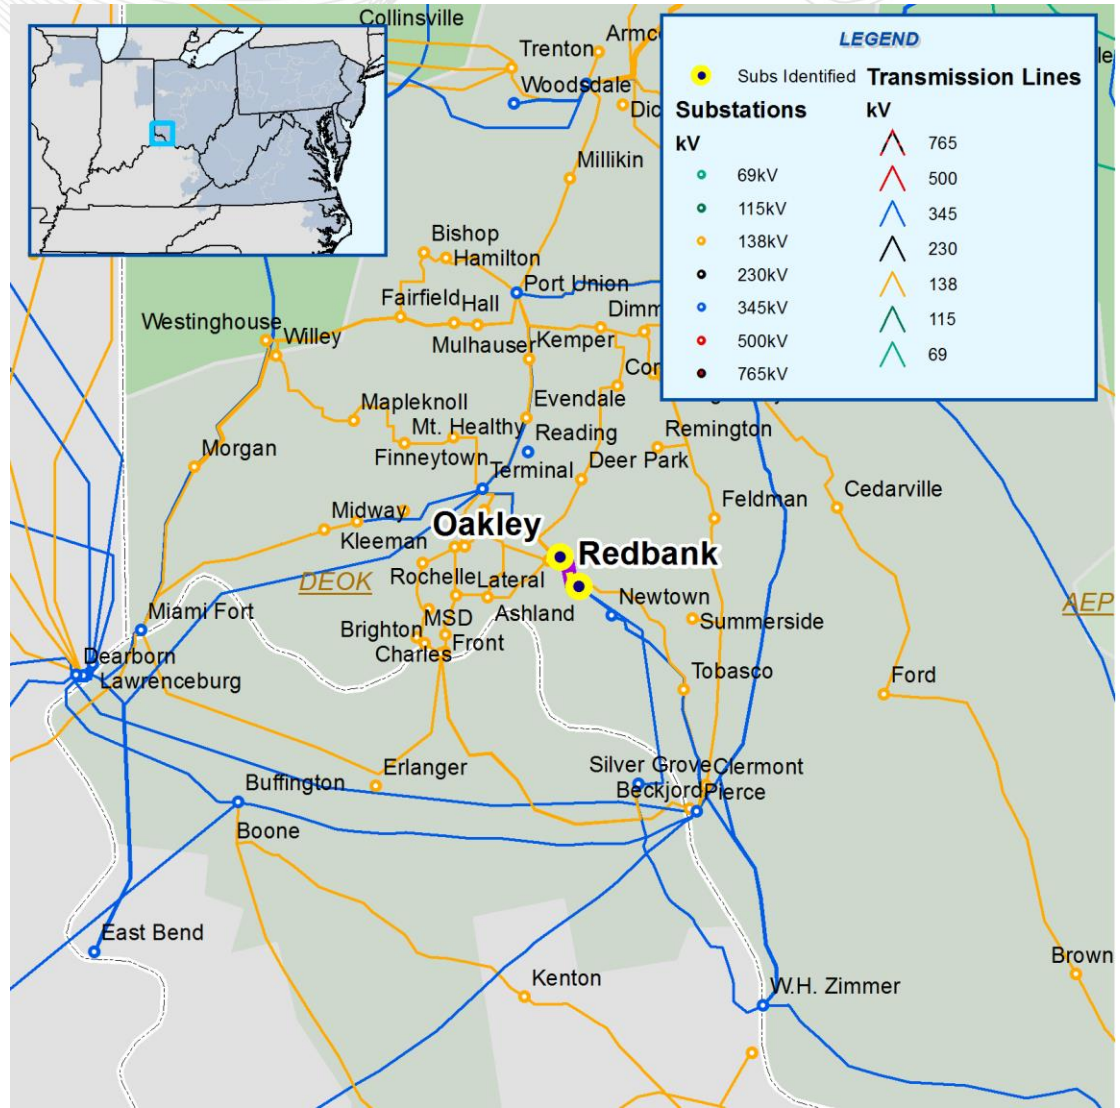 Collinsville
Trenton
Woodsdale
Millikin
Bishop
Hamilton
Port Union
Fairfield
Hall
Westinghouse
Willey
Mulhauser
Kemper
Mapleknoll
Evendale
Mt. Healthy
Reading
Remington
Finneytown
Morgan
Terminal
Deer Park
Cedarville
Feldman
Midway
Oakley
Kleeman
Redbank
DEOK
Rochelle
Lateral
Newtown
AEP
Miami Fort
MSD
Ashland
Summerside
Brighton
Front
Charles
Dearborn
Tobasco
Ford
Lawrenceburg
Silver Grove
Clermont
Erlanger
Buffington
Beckjord
Pierce
Boone
East Bend
Brown
Kenton
W.H. Zimmer
LEGEND
Subs Identified
Substations
kV
69kV
115kV
138kV
230kV
345kV
500kV
765kV
Transmission Lines
kV
765
500
345
230
138
115
69